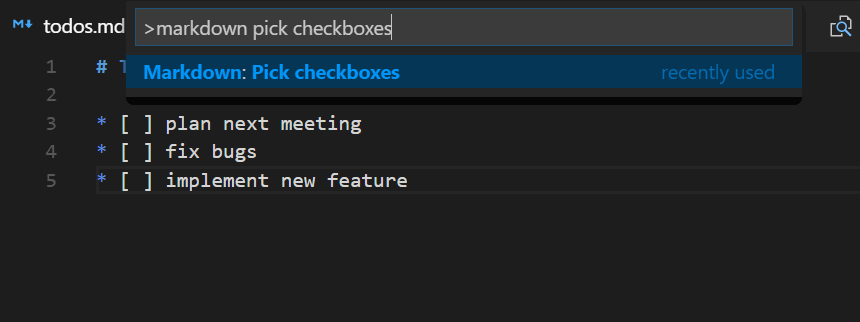 todos.md
>markdown pick checkboxes
Markdown: Pick checkboxes recently used
1 #
2
3 * [ ] plan next meeting
4 * [ ] fix bugs
5 * [ ] implement new feature